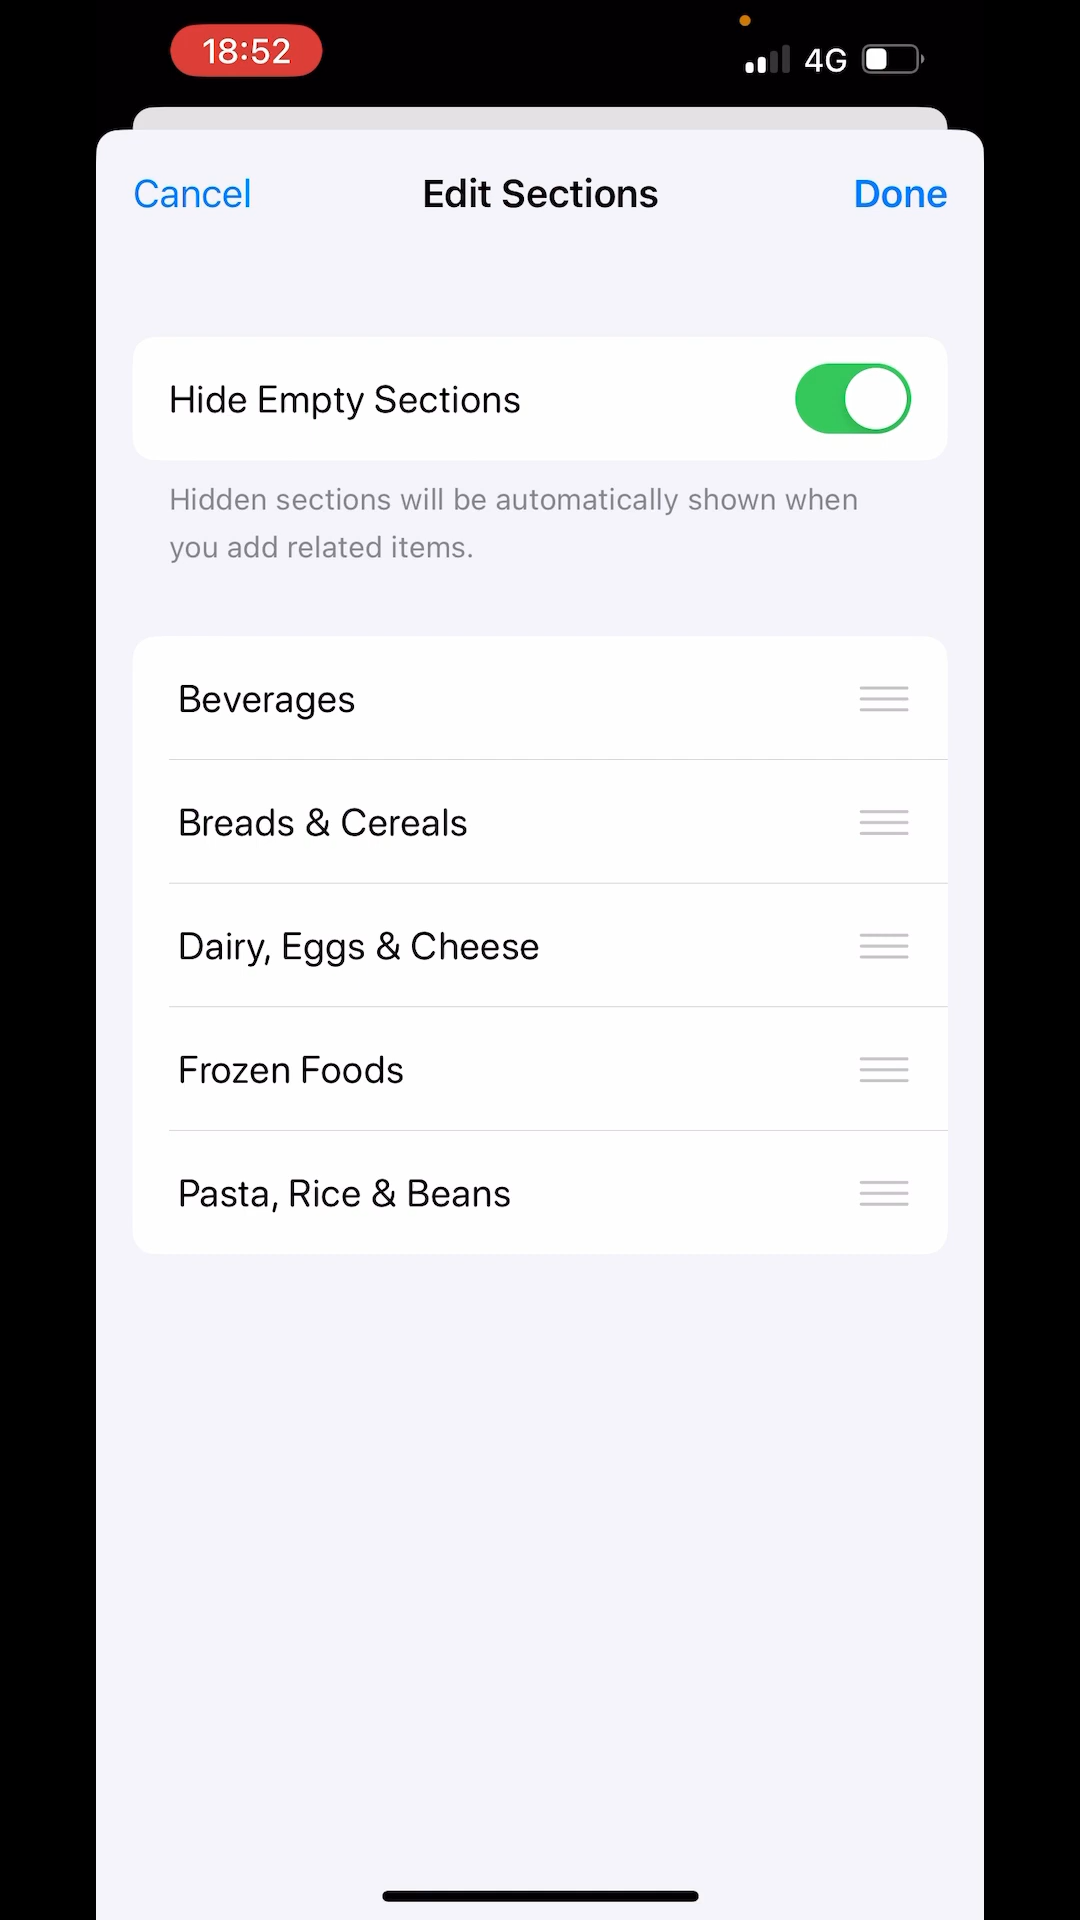 18:52
4G
Cancel
Edit Sections
Done
Hide Empty Sections
Hidden sections will be automatically shown when
you add related items.
Beverages
Breads & Cereals
Dairy, Eggs & Cheese
Frozen Foods
Pasta, Rice & Beans